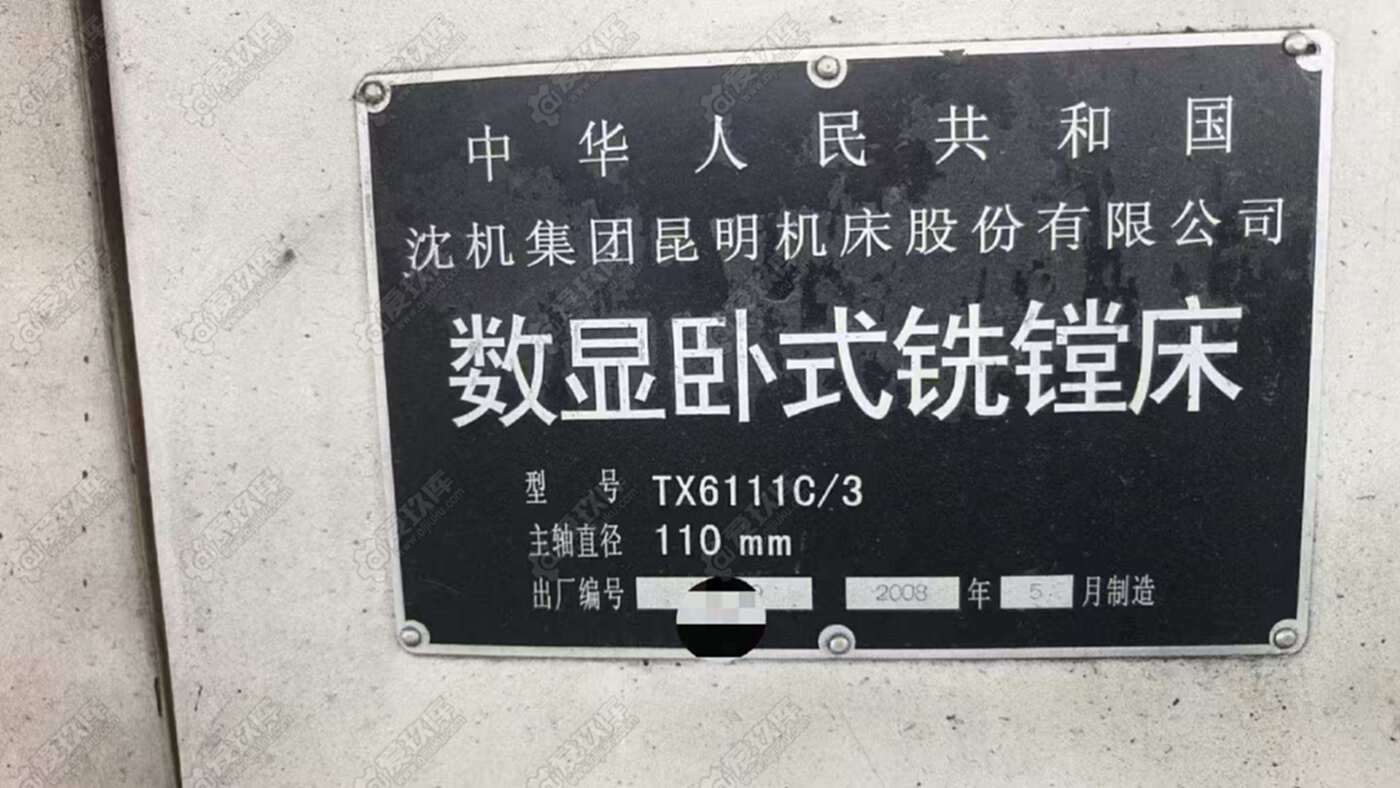 中华人民共和国
沈机集团昆明机床股份有限公司
数显卧式铣镗床
型 号 TX6111C/3
主轴直径 110 mm
出厂编号 2008 年 5 月制造